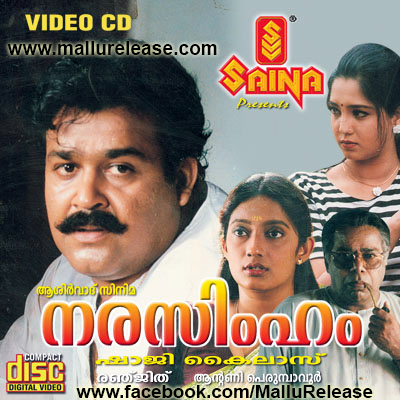 VIDEO CD
www.mallurelease.com
SAINA
Presents
ആശിർവാദ് സിനിമ
നരസിംഹം
ഷാജി കൈലാസ്
രഞ്ജിത് ആന്റണി പെരുമ്പാവൂർ
COMPACT
disc
DIGITAL VIDEO
www.facebook.com/MalluRelease